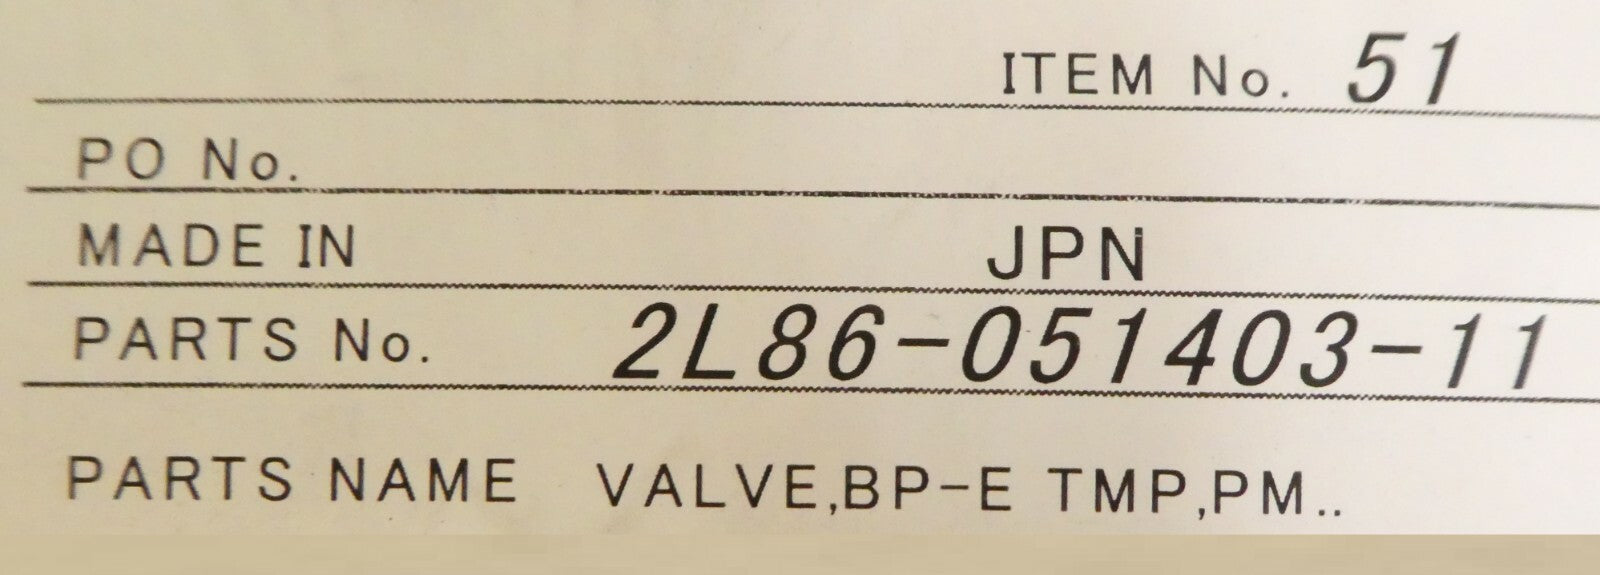 ITEM No. 51
PO No.
MADE IN JPN
PARTS No. 2L86-051403-11
PARTS NAME VALVE,BP-E TMP,PM..